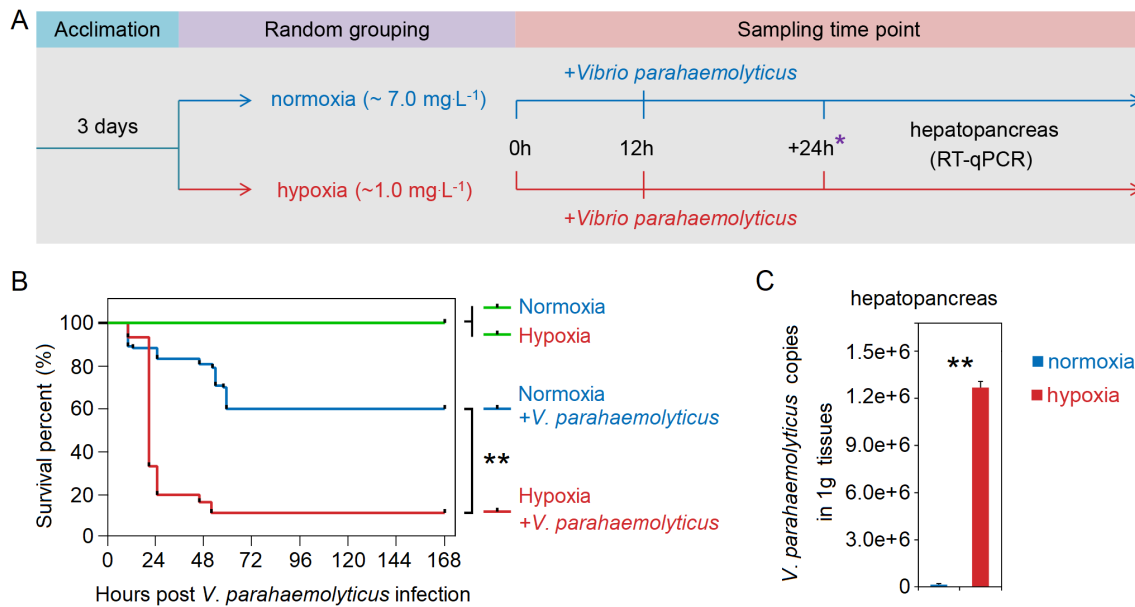 A
Acclimation
Random grouping
Sampling time point
3 days
normoxia (~ 7.0 mg·L⁻¹)
hypoxia (~1.0 mg·L⁻¹)
+Vibrio parahaemolyticus
0h
12h
+24h*
+Vibrio parahaemolyticus
hepatopancreas
(RT-qPCR)
B
Survival percent (%)
100
80
60
40
20
0
0 24 48 72 96 120 144 168
Hours post V. parahaemolyticus infection
Normoxia
Hypoxia
Normoxia
+V. parahaemolyticus
**
Hypoxia
+V. parahaemolyticus
C
hepatopancreas
V. parahaemolyticus copies
in 1g tissues
1.5e+6
1.2e+6
9.0e+6
6.0e+6
3.0e+6
0
**
normoxia
hypoxia